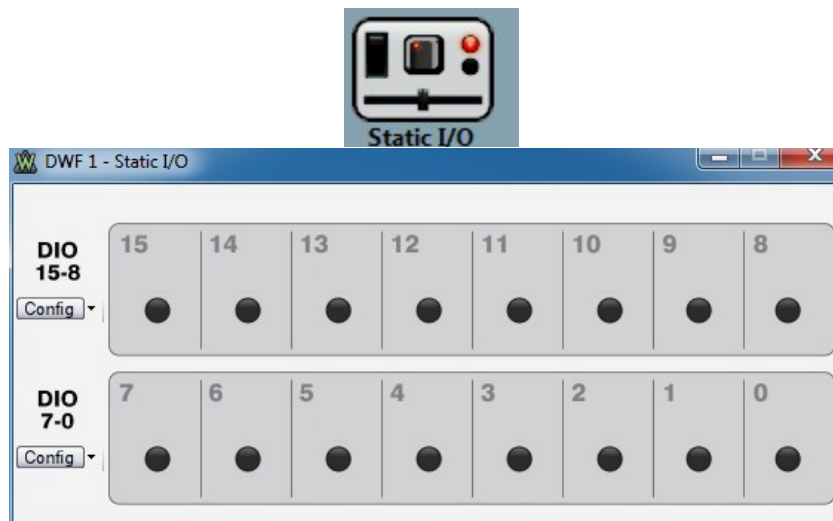 Static I/O
DWF 1 - Static I/O
DIO
15-8
Config
15 14 13 12 11 10 9 8
DIO
7-0
Config
7 6 5 4 3 2 1 0